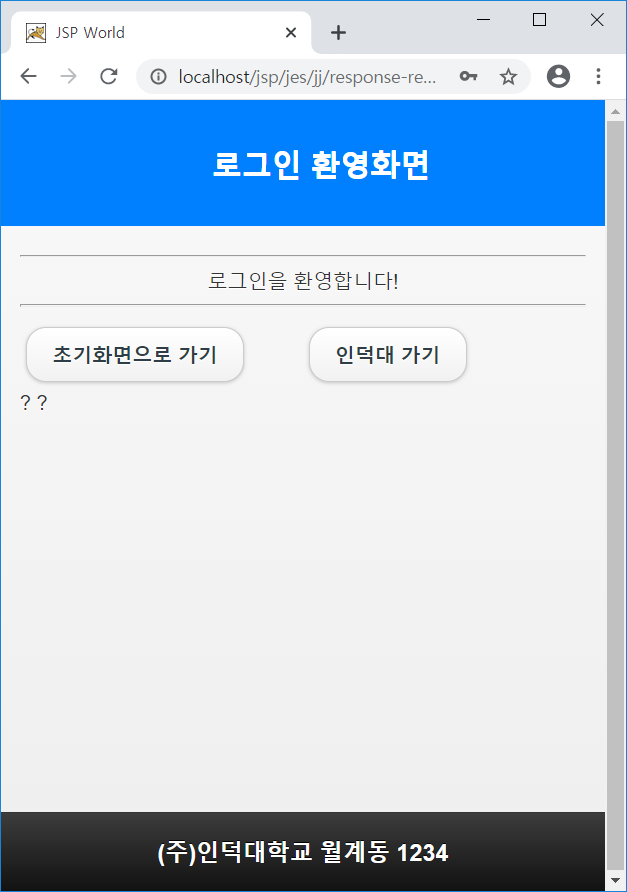 JSP World
localhost/jsp/jes/jj/response-re...
로그인 환영화면
로그인을 환영합니다!
초기화면으로 가기 인덕대 가기
? ?
(주)인덕대학교 월계동 1234